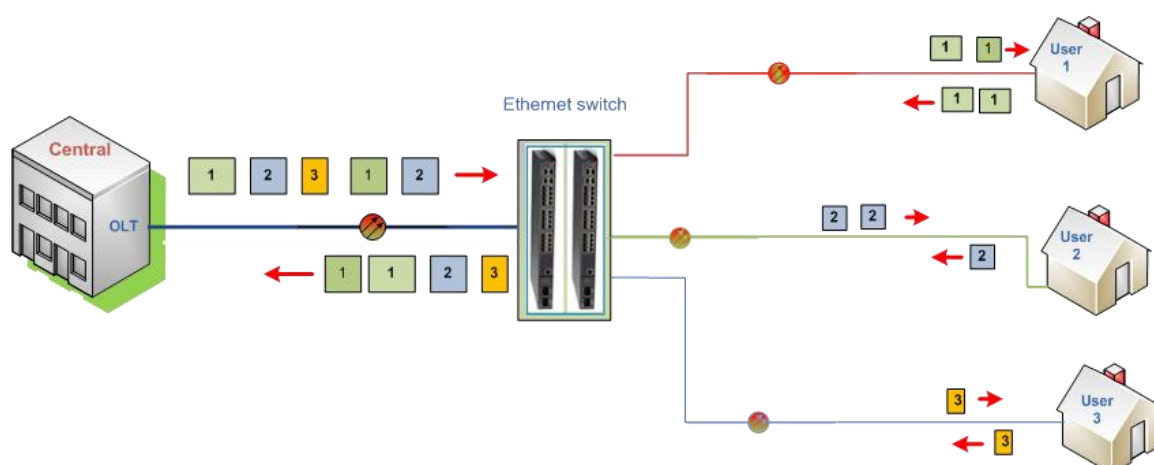 1 1
User
1
Ethernet switch
1 1
Central
1 2 3 1 2
OLT
2 2
User
2
2
1 1 2 3
3
User
3
3